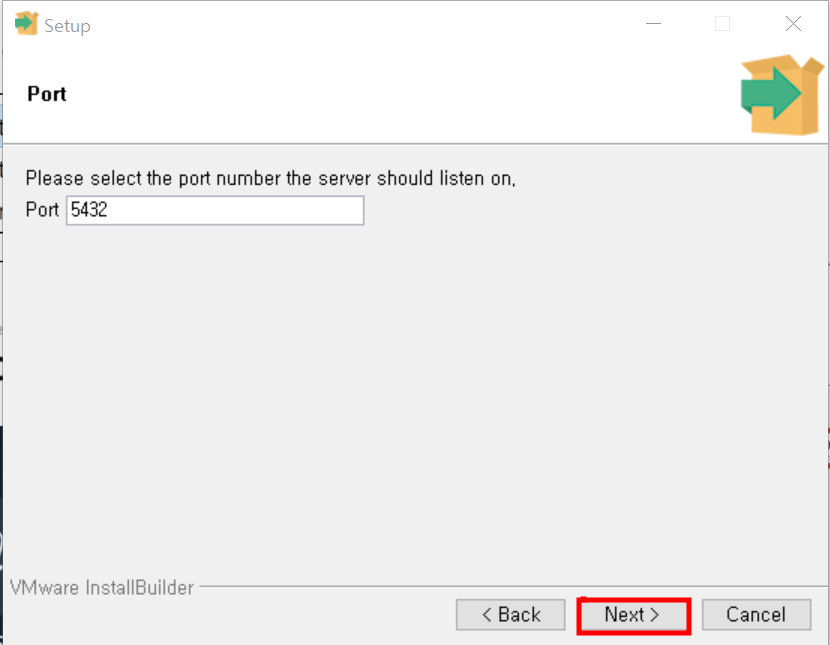 Setup
Port
Please select the port number the server should listen on,
Port 5432
VMware InstallBuilder
< Back
Next >
Cancel